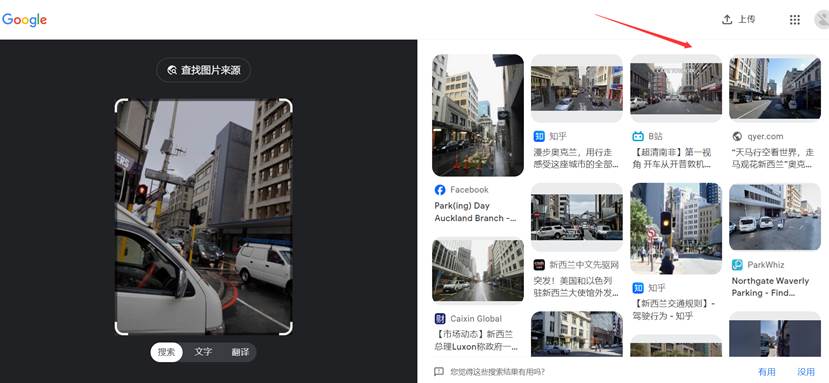 Google
上传
查找图片来源
搜索
文字
翻译
Facebook
Park(ing) Day
Auckland Branch -...
知乎
漫步奥克兰，用行走
感受这座城市的全部...
B站
【超清南非】第一视
角 开车从开普敦机...
qyer.com
“天马行空看世界，走
马观花新西兰”奥克...
Caixin Global
【市场动态】新西兰
总理Luxon称政府一...
新西兰中文先驱网
突发！美国和以色列
驻新西兰大使馆外发...
知乎
【新西兰交通规则】-
驾驶行为 - 知乎
ParkWhiz
Northgate Waverly
Parking - Find...
您觉得这些搜索结果有用吗？
有用
没用